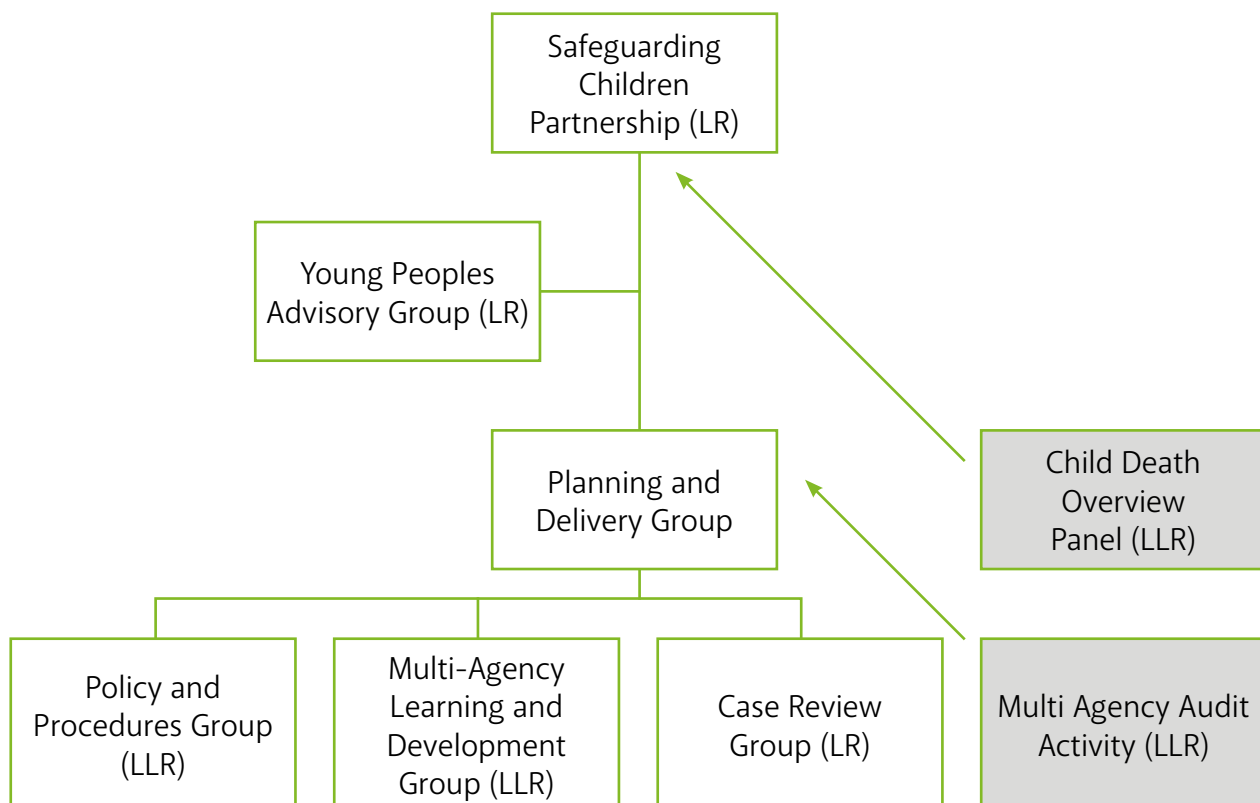 Safeguarding
Children
Partnership (LR)
Young Peoples
Advisory Group (LR)
Planning and
Delivery Group
Child Death
Overview
Panel (LLR)
Policy and
Procedures Group
(LLR)
Multi-Agency
Learning and
Development
Group (LLR)
Case Review
Group (LR)
Multi Agency Audit
Activity (LLR)